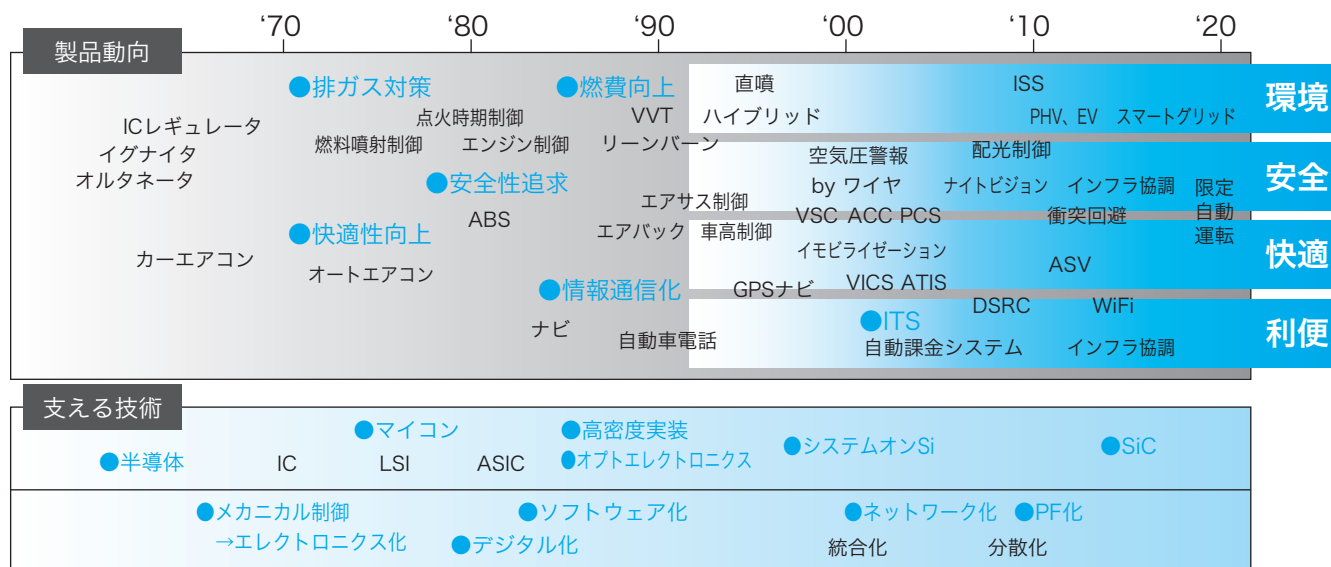 ‘70 ‘80 ‘90 ‘00 ‘10 ‘20
製品動向
●排ガス対策 ●燃費向上 直噴 ISS
環境
点火時期制御 VVT ハイブリッド PHV、EV スマートグリッド
ICレギュレータ
燃料噴射制御 エンジン制御 リーンバーン
イグナイタ 空気圧警報 配光制御
オルタネータ ●安全性追求 by ワイヤ ナイトビジョン インフラ協調 限定
安全
エアサス制御
ABS VSC ACC PCS 衝突回避 自動
●快適性向上 エアバック 車高制御 運転
カーエアコン イモビライゼーション
快適
オートエアコン ASV
●情報通信化 GPSナビ VICS ATIS
DSRC WiFi
ナビ ●ITS
利便
自動車電話 自動課金システム インフラ協調
支える技術
●マイコン ●高密度実装
●システムオンSi ●SiC
●半導体 IC LSI ASIC ●オプトエレクトロニクス
●メカニカル制御 ●ソフトウェア化 ●ネットワーク化 ●PF化
→エレクトロニクス化 ●デジタル化 統合化 分散化